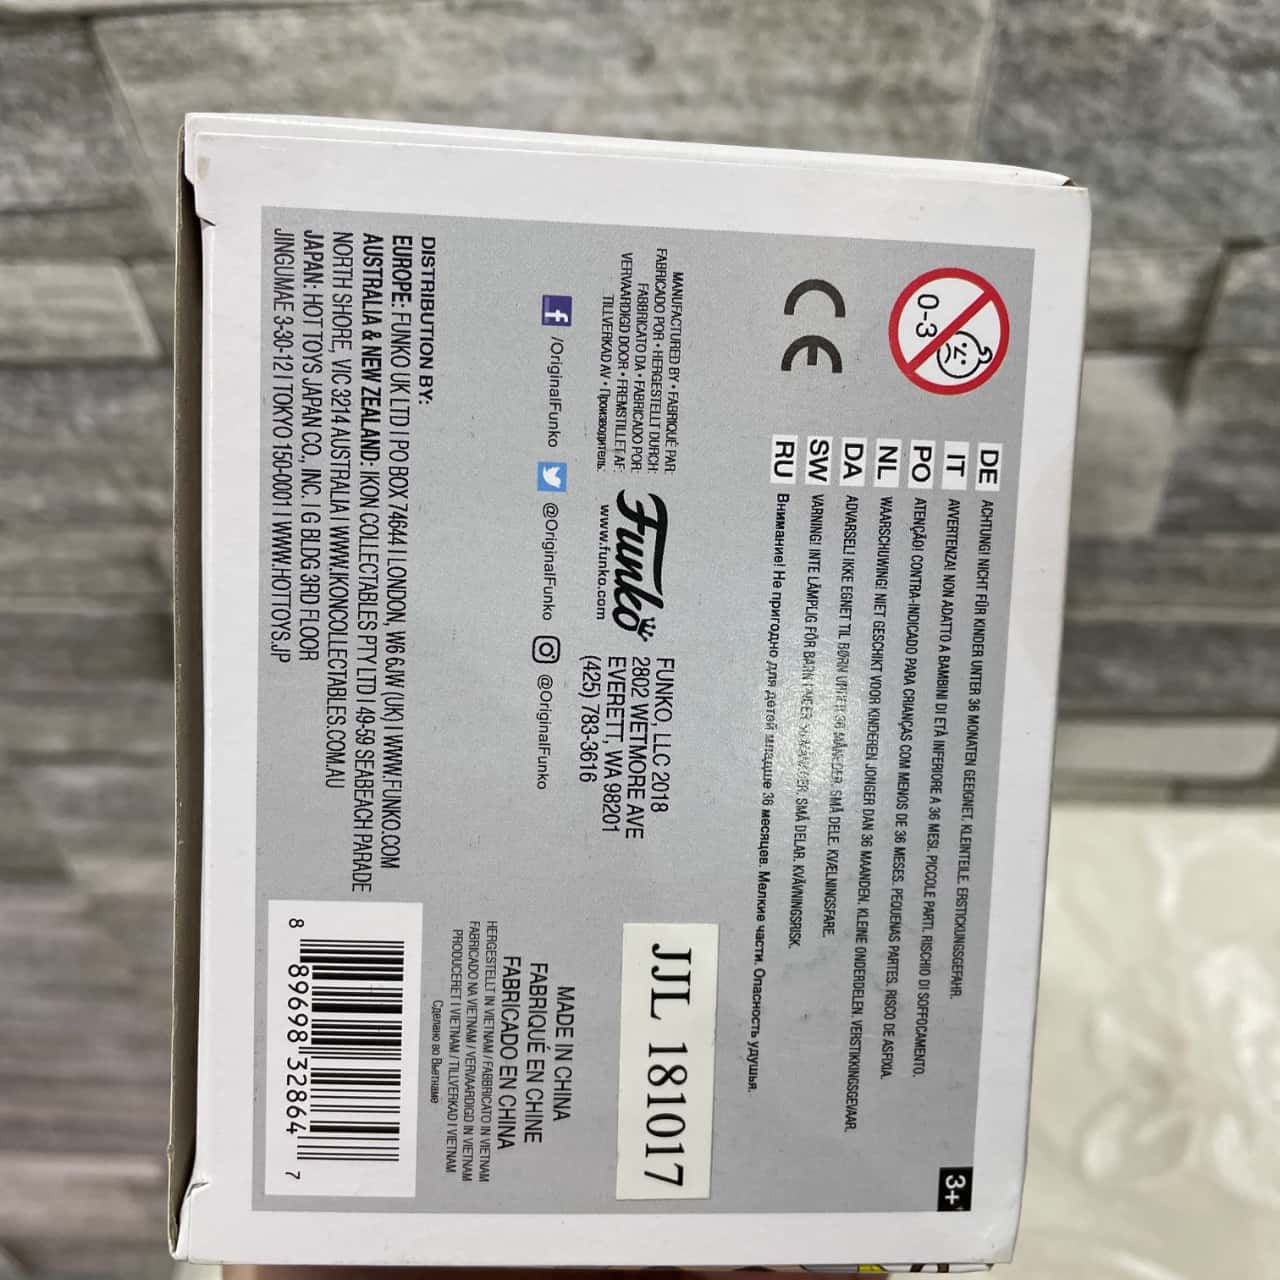 0-3
DE ACHTUNG! NICHT FÜR KINDER UNTER 36 MONATEN GEEIGNET. KLEINTEILE. ERSTICKUNGSGEFAHR.
IT AVVERTENZA! NON ADATTO A BAMBINI DI ETÀ INFERIORE A 36 MESI. PICCOLE PARTI. RISCHIO DI SOFFOCAMENTO.
PO ATENÇÃO! CONTRA-INDICADO PARA CRIANÇAS COM MENOS DE 36 MESES. PEQUENAS PARTES. RISCO DE ASFIXIA.
NL WAARSCHUWING! NIET GESCHIKT VOOR KINDEREN JONGER DAN 36 MAANDEN. KLEINE ONDERDELEN. VERSTIKKINGSGEVAAR.
DA ADVARSEL! IKKE EGNET TIL BØRN UNDER 36 MÅNEDER. SMÅ DELE. KVÆLNINGSFARE.
SW VARNING! INTE LÄMPLIG FÖR BARN UNDER 36 MÅNADER. SMÅ DELAR. KVÄVNINGSRISK.
RU Внимание! Не пригодно для детей младше 36 месяцев. Мелкие части. Опасность удушья.
3+
CE
MANUFACTURED BY • FABRIQUÉ PAR:
FABRICADO POR • HERGESTELLT DURCH:
FABBRICATO DA • FABRICADO POR:
VERVAARDIGD DOOR • FREMSTILLET AF:
TILLVERKAD AV • Производитель:
Funko
www.funko.com
FUNKO, LLC 2018
2802 WETMORE AVE
EVERETT, WA 98201
(425) 783-3616
/OriginalFunko @OriginalFunko @OriginalFunko
JJL 181017
MADE IN CHINA
FABRIQUÉ EN CHINE
FABRICADO EN CHINA
HERGESTELLT IN VIETNAM / FABBRICATO IN VIETNAM
FABRICADO NA VIETNAM / VERVAARDIGD IN VIETNAM
PRODUCERET I VIETNAM / TILLVERKAD I VIETNAM
Сделано во Вьетнаме
DISTRIBUTION BY:
EUROPE: FUNKO UK LTD | PO BOX 74644 | LONDON, W6 6JW (UK) | WWW.FUNKO.COM
AUSTRALIA & NEW ZEALAND: IKON COLLECTABLES PTY LTD | 49-59 SEABEACH PARADE
NORTH SHORE, VIC 3214 AUSTRALIA | WWW.IKONCOLLECTABLES.COM.AU
JAPAN: HOT TOYS JAPAN CO., INC. | G BLDG 3RD FLOOR
JINGUMAE 3-30-12 | TOKYO 150-0001 | WWW.HOTTOYS.JP
8 89698 32864 7